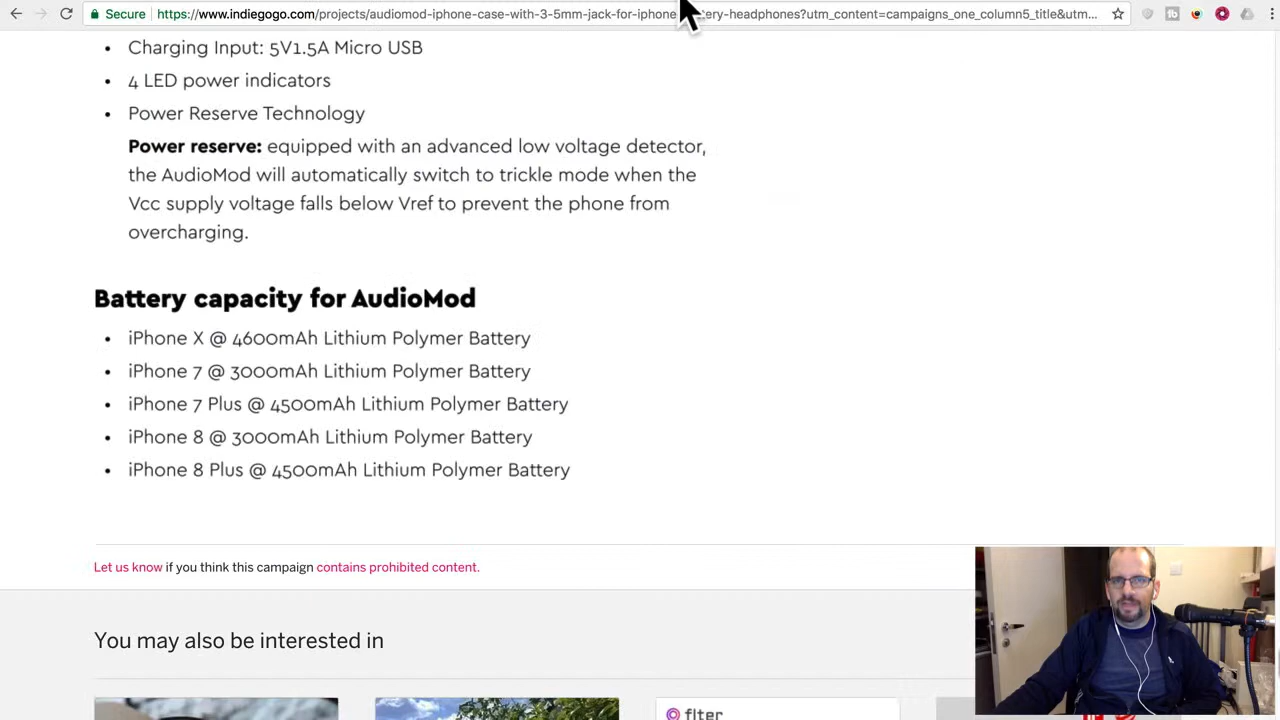 Secure https://www.indiegogo.com/projects/audiomod-iphone-case-with-3-5mm-jack-for-iphone tery-headphones?utm_content=campaigns_one_column5_title&utm...
• Charging Input: 5V1.5A Micro USB
• 4 LED power indicators
• Power Reserve Technology
Power reserve: equipped with an advanced low voltage detector,
the AudioMod will automatically switch to trickle mode when the
Vcc supply voltage falls below Vref to prevent the phone from
overcharging.
Battery capacity for AudioMod
• iPhone X @ 4600mAh Lithium Polymer Battery
• iPhone 7 @ 3000mAh Lithium Polymer Battery
• iPhone 7 Plus @ 4500mAh Lithium Polymer Battery
• iPhone 8 @ 3000mAh Lithium Polymer Battery
• iPhone 8 Plus @ 4500mAh Lithium Polymer Battery
Let us know if you think this campaign contains prohibited content.
You may also be interested in
flter